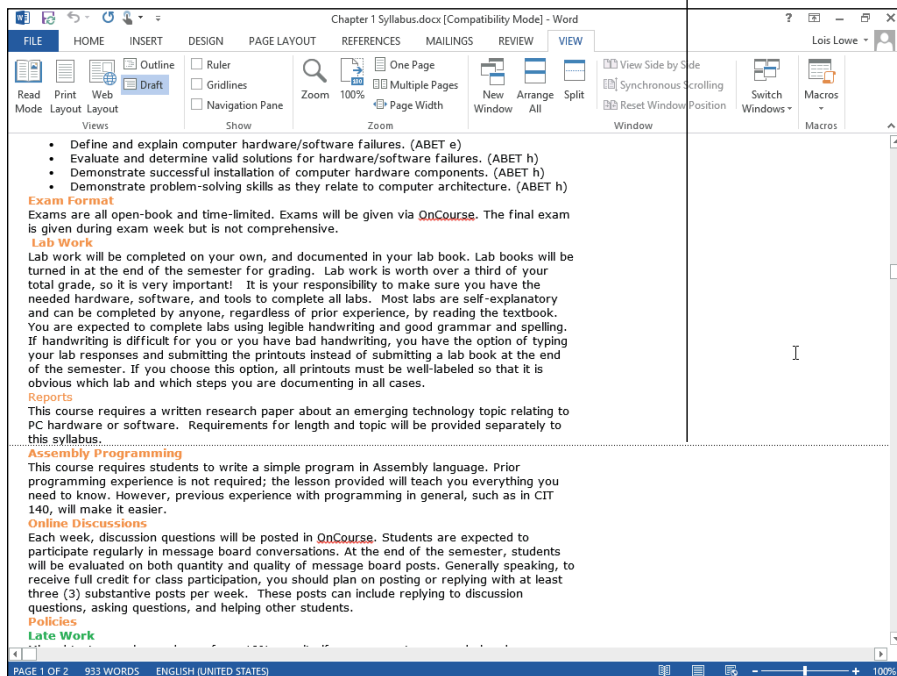 Chapter 1 Syllabus.docx [Compatibility Mode] - Word
FILE HOME INSERT DESIGN PAGE LAYOUT REFERENCES MAILINGS REVIEW VIEW Lois Lowe
Outline Ruler One Page View Side by Side
Draft Gridlines Multiple Pages Synchronous Scrolling
Read Print Web Navigation Pane Zoom 100% Page Width New Arrange Split Reset Window Position Switch Macros
Mode Layout Layout Window All Windows
Views Show Zoom Window Macros
• Define and explain computer hardware/software failures. (ABET e)
• Evaluate and determine valid solutions for hardware/software failures. (ABET h)
• Demonstrate successful installation of computer hardware components. (ABET h)
• Demonstrate problem-solving skills as they relate to computer architecture. (ABET h)
Exam Format
Exams are all open-book and time-limited. Exams will be given via OnCourse. The final exam
is given during exam week but is not comprehensive.
Lab Work
Lab work will be completed on your own, and documented in your lab book. Lab books will be
turned in at the end of the semester for grading. Lab work is worth over a third of your
total grade, so it is very important! It is your responsibility to make sure you have the
needed hardware, software, and tools to complete all labs. Most labs are self-explanatory
and can be completed by anyone, regardless of prior experience, by reading the textbook.
You are expected to complete labs using legible handwriting and good grammar and spelling.
If handwriting is difficult for you or you have bad handwriting, you have the option of typing
your lab responses and submitting the printouts instead of submitting a lab book at the end
of the semester. If you choose this option, all printouts must be well-labeled so that it is
obvious which lab and which steps you are documenting in all cases.
Reports
This course requires a written research paper about an emerging technology topic relating to
PC hardware or software. Requirements for length and topic will be provided separately to
this syllabus.
Assembly Programming
This course requires students to write a simple program in Assembly language. Prior
programming experience is not required; the lesson provided will teach you everything you
need to know. However, previous experience with programming in general, such as in CIT
140, will make it easier.
Online Discussions
Each week, discussion questions will be posted in OnCourse. Students are expected to
participate regularly in message board conversations. At the end of the semester, students
will be evaluated on both quantity and quality of message board posts. Generally speaking, to
receive full credit for class participation, you should plan on posting or replying with at least
three (3) substantive posts per week. These posts can include replying to discussion
questions, asking questions, and helping other students.
Policies
Late Work
PAGE 1 OF 2 933 WORDS ENGLISH (UNITED STATES) 100%